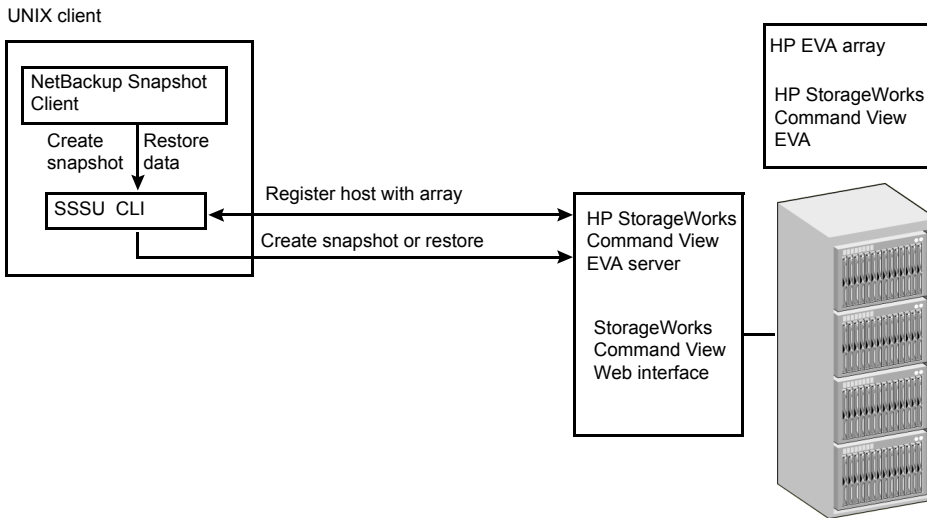 UNIX client
NetBackup Snapshot
Client
Create
snapshot
Restore
data
SSSU CLI
Register host with array
Create snapshot or restore
HP StorageWorks
Command View
EVA server
StorageWorks
Command View
Web interface
HP EVA array
HP StorageWorks
Command View
EVA